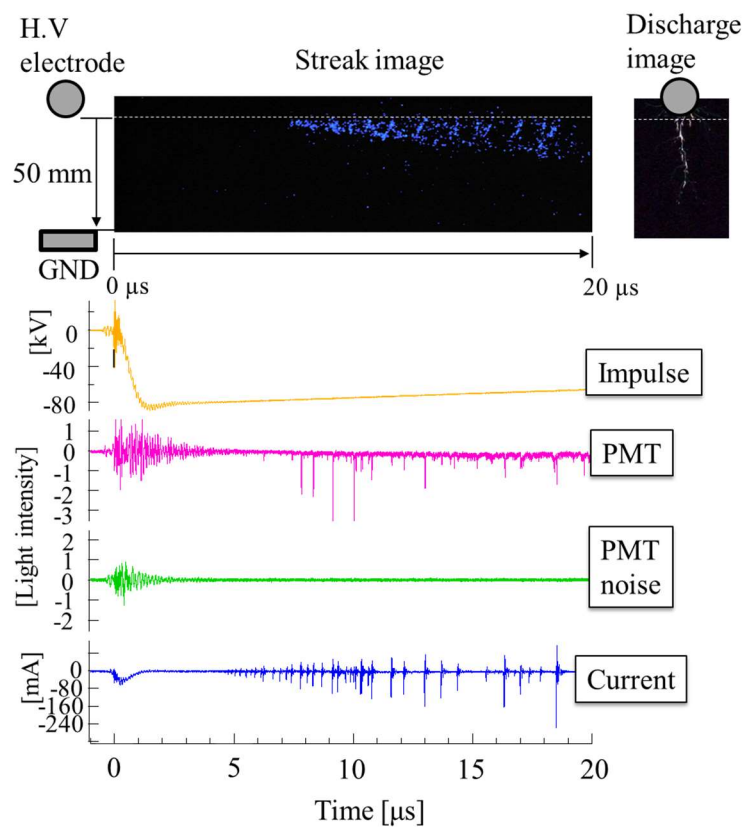 H.V
electrode
Streak image
Discharge
image
50 mm
GND
0 μs
20 μs
[kV]
0
-40
-80
Impulse
[Light intensity]
1
0
-1
-2
-3
PMT
2
1
0
-1
-2
PMT
noise
[mA]
0
-80
-160
-240
Current
0
5
10
15
20
Time [μs]